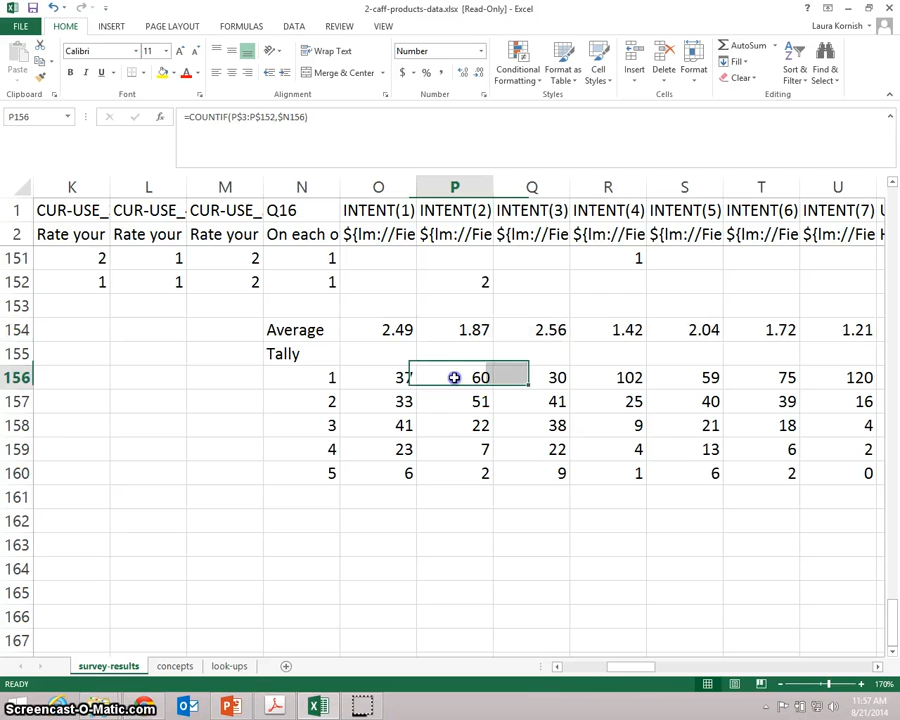 2-caff-products-data.xlsx [Read-Only] - Excel
FILE HOME INSERT PAGE LAYOUT FORMULAS DATA REVIEW VIEW Laura Kornish
Calibri 11 Wrap Text Number AutoSum
Fill
Paste B I U Merge & Center $ % Conditional Formatting Format as Table Cell Styles Insert Delete Format Clear Sort & Filter Find & Select
Clipboard Font Alignment Number Styles Cells Editing
P156 =COUNTIF(P$3:P$152,$N156)
K L M N O P Q R S T U
1 CUR-USE_ CUR-USE_ CUR-USE_ Q16 INTENT(1) INTENT(2) INTENT(3) INTENT(4) INTENT(5) INTENT(6) INTENT(7)
2 Rate your Rate your Rate your On each o ${lm://Fie ${lm://Fie ${lm://Fie ${lm://Fie ${lm://Fie ${lm://Fie ${lm://Fie
151 2 1 2 1 1
152 1 1 2 1 2
153
154 Average 2.49 1.87 2.56 1.42 2.04 1.72 1.21
155 Tally
156 1 37 60 30 102 59 75 120
157 2 33 51 41 25 40 39 16
158 3 41 22 38 9 21 18 4
159 4 23 7 22 4 13 6 2
160 5 6 2 9 1 6 2 0
161
162
163
164
165
166
167
survey-results concepts look-ups
READY 170%
Screencast-O-Matic.com 11:57 AM
8/21/2014